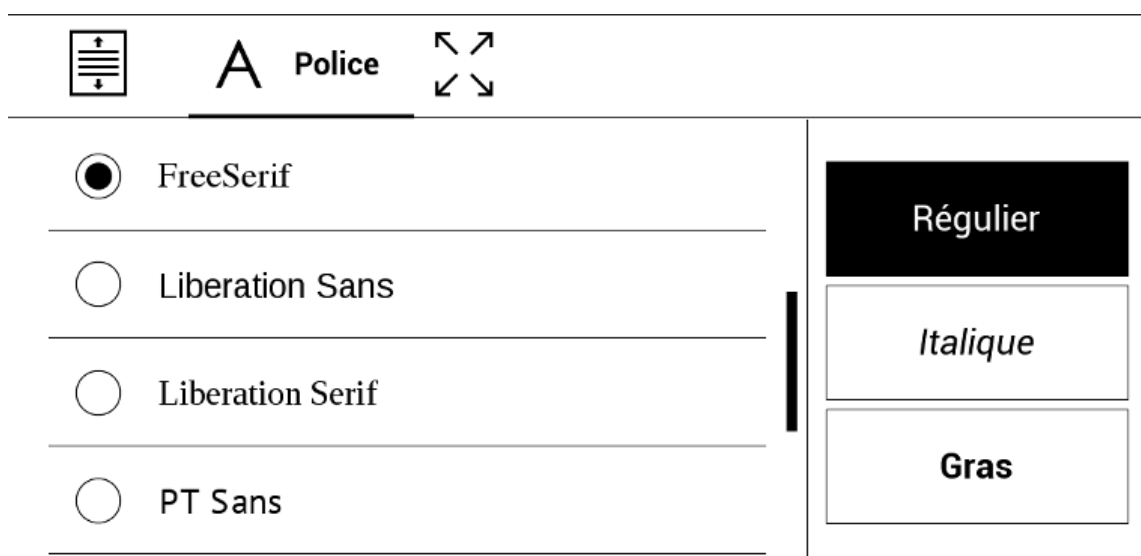 Police
FreeSerif
Liberation Sans
Liberation Serif
PT Sans
Régulier
Italique
Gras